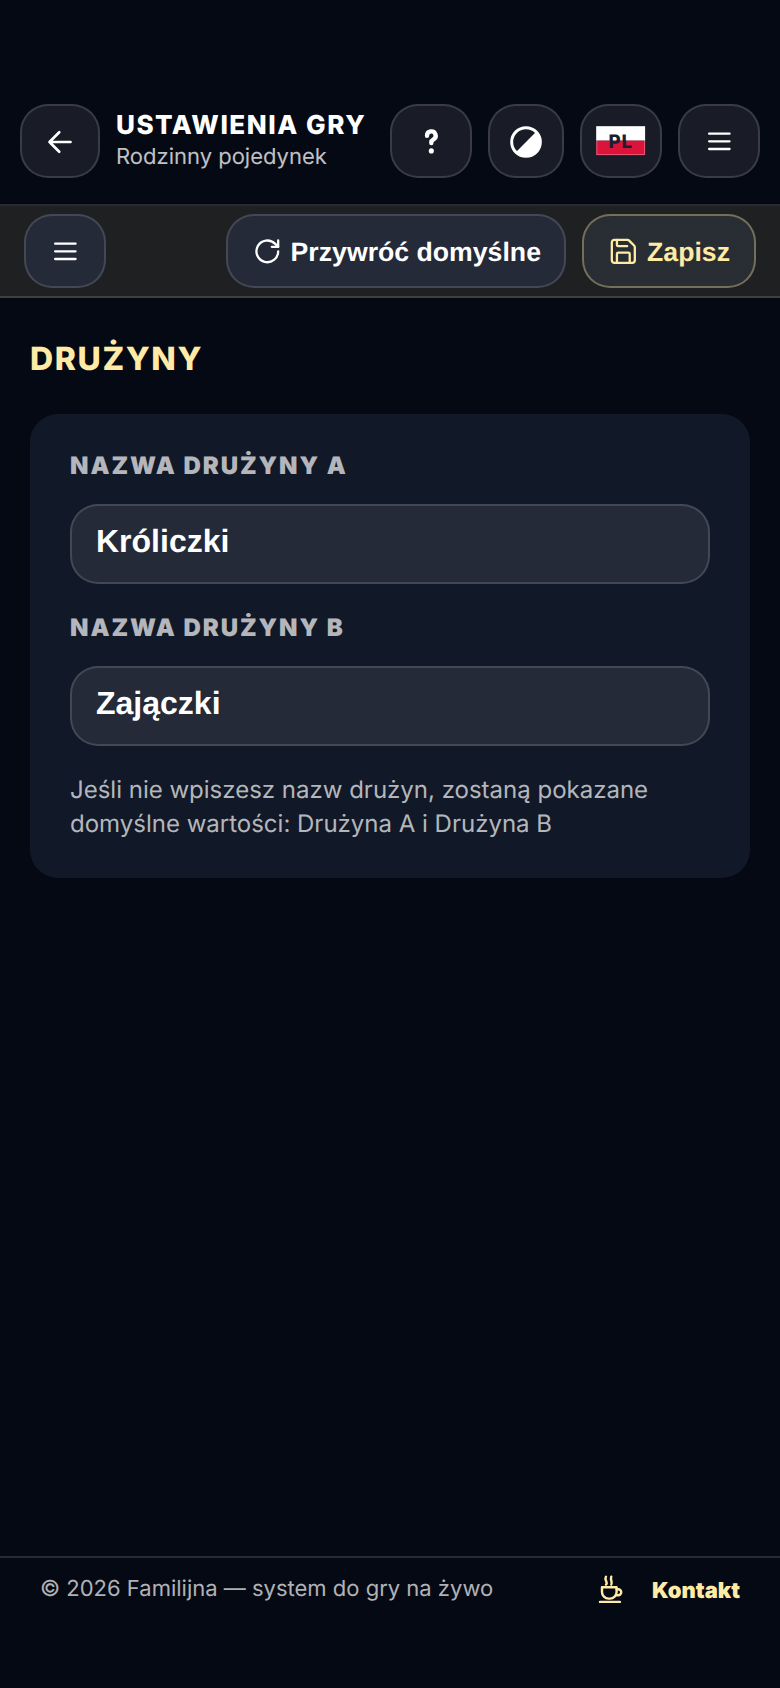 USTAWIENIA GRY
Rodzinny pojedynek
?
PL
Przywróć domyślne
Zapisz
DRUŻYNY
NAZWA DRUŻYNY A
Króliczki
NAZWA DRUŻYNY B
Zajączki
Jeśli nie wpiszesz nazw drużyn, zostaną pokazane
domyślne wartości: Drużyna A i Drużyna B
© 2026 Familijna — system do gry na żywo
Kontakt